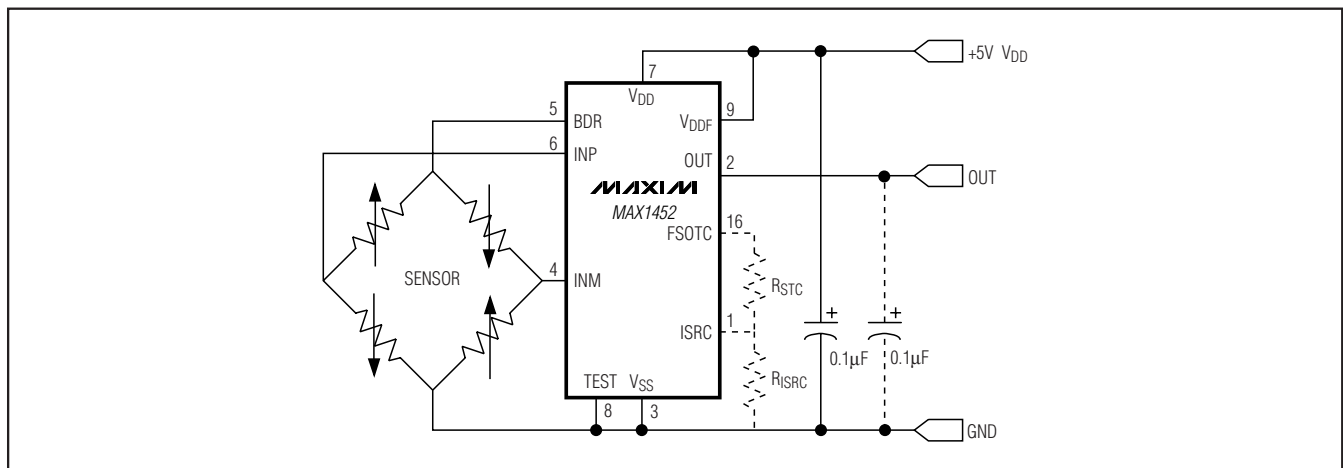 +5V VDD
7
VDD
5
BDR
9
VDDF
6
INP
OUT
2
OUT
MAXIM
MAX1452
16
FSOTC
RSTC
SENSOR
4
INM
1
ISRC
+
0.1µF
+
0.1µF
RISRC
TEST VSS
8
3
GND